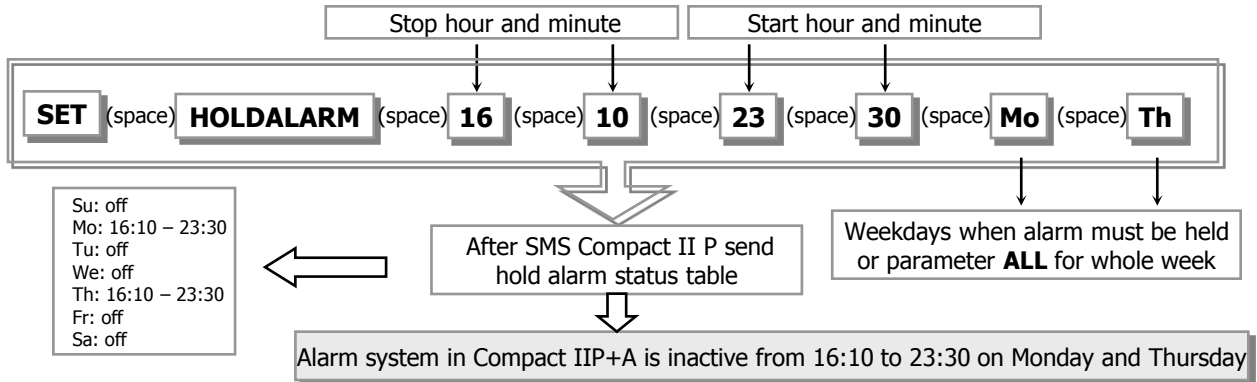 Stop hour and minute
Start hour and minute
SET (space) HOLDALARM (space) 16 (space) 10 (space) 23 (space) 30 (space) Mo (space) Th
Su: off
Mo: 16:10 – 23:30
Tu: off
We: off
Th: 16:10 – 23:30
Fr: off
Sa: off
After SMS Compact II P send
hold alarm status table
Weekdays when alarm must be held
or parameter ALL for whole week
Alarm system in Compact IIP+A is inactive from 16:10 to 23:30 on Monday and Thursday